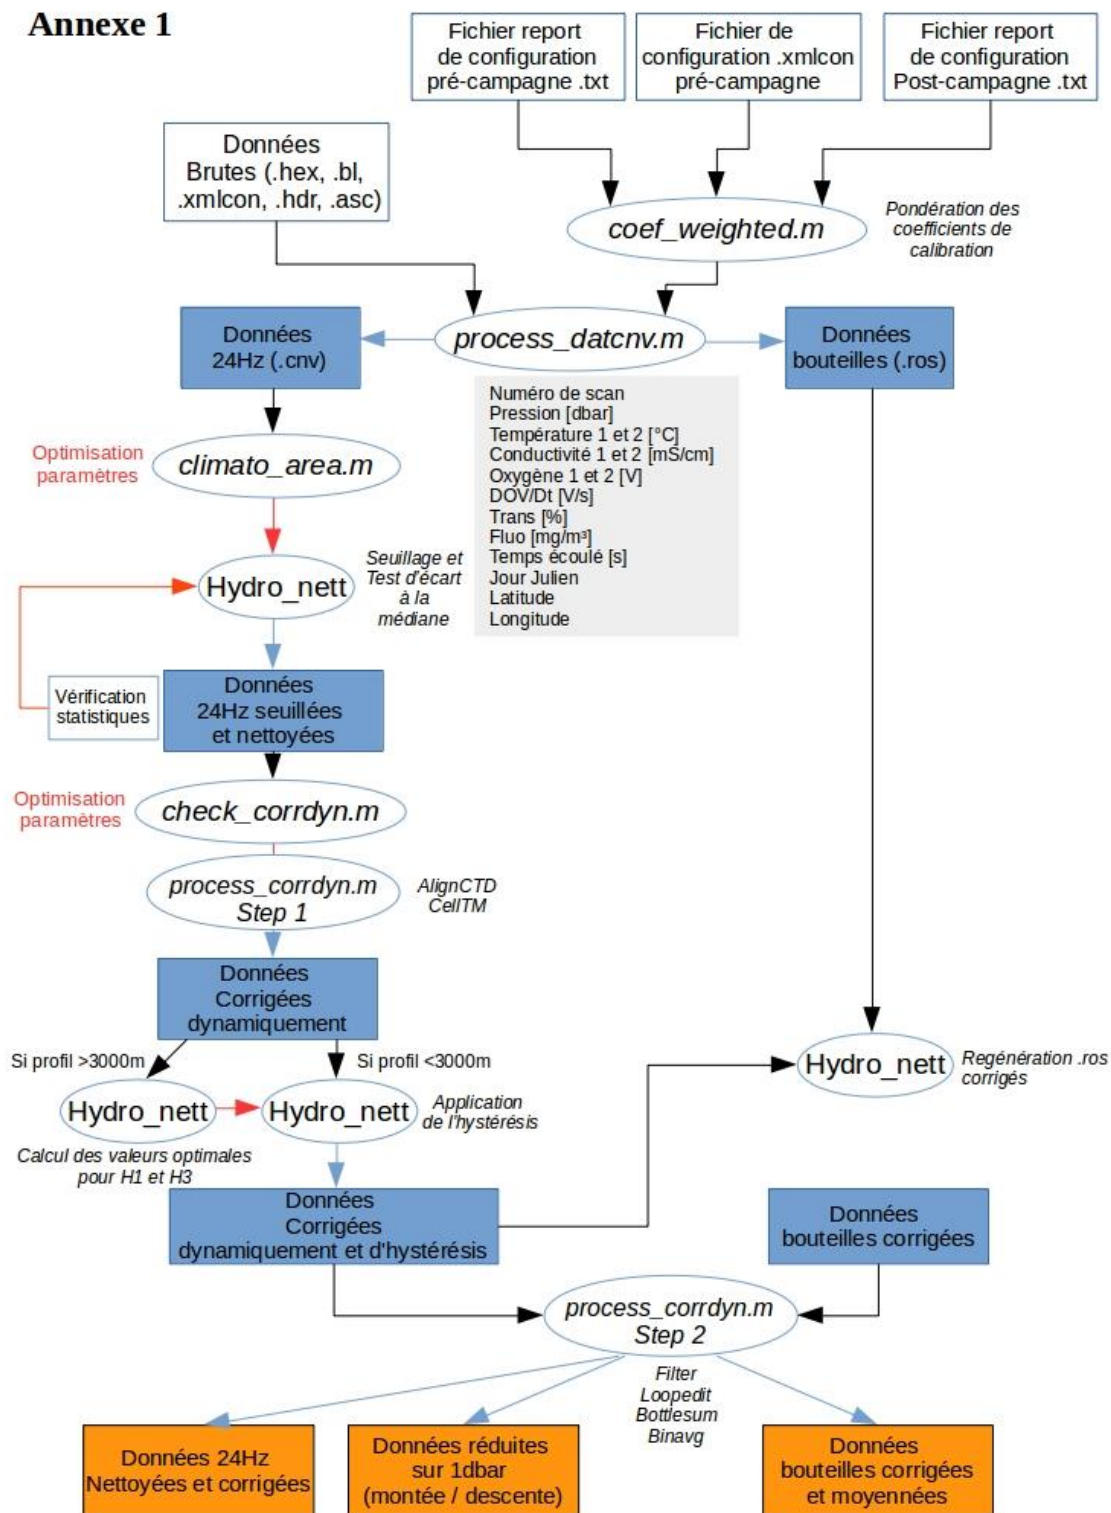 Annexe 1
Fichier report
de configuration
pré-campagne .txt
Fichier de
configuration .xmlcon
pré-campagne
Fichier report
de configuration
Post-campagne .txt
Données
Brutes (.hex, .bl,
.xmlcon, .hdr, .asc)
coef_weighted.m
Pondération des
coefficients de
calibration
Données
24Hz (.cnv)
process_datcnv.m
Données
bouteilles (.ros)
Numéro de scan
Pression [dbar]
Température 1 et 2 [°C]
Conductivité 1 et 2 [mS/cm]
Oxygène 1 et 2 [V]
DOV/Dt [V/s]
Trans [%]
Fluo [mg/m³]
Temps écoulé [s]
Jour Julien
Latitude
Longitude
Optimisation
paramètres
climato_area.m
Hydro_nett
Seuillage et
Test d'écart
à la
médiane
Vérification
statistiques
Données
24Hz seuillées
et nettoyées
Optimisation
paramètres
check_corrdyn.m
process_corrdyn.m
Step 1
AlignCTD
CellTM
Données
Corrigées
dynamiquement
Si profil >3000m
Si profil <3000m
Hydro_nett
Hydro_nett
Application
de l'hystérésis
Calcul des valeurs optimales
pour H1 et H3
Hydro_nett
Regénération .ros
corrigés
Données
Corrigées
dynamiquement et d'hystérésis
Données
bouteilles corrigées
process_corrdyn.m
Step 2
Filter
Loopedit
Bottlesum
Binavg
Données 24Hz
Nettoyées et corrigées
Données réduites
sur 1dbar
(montée / descente)
Données
bouteilles corrigées
et moyennées